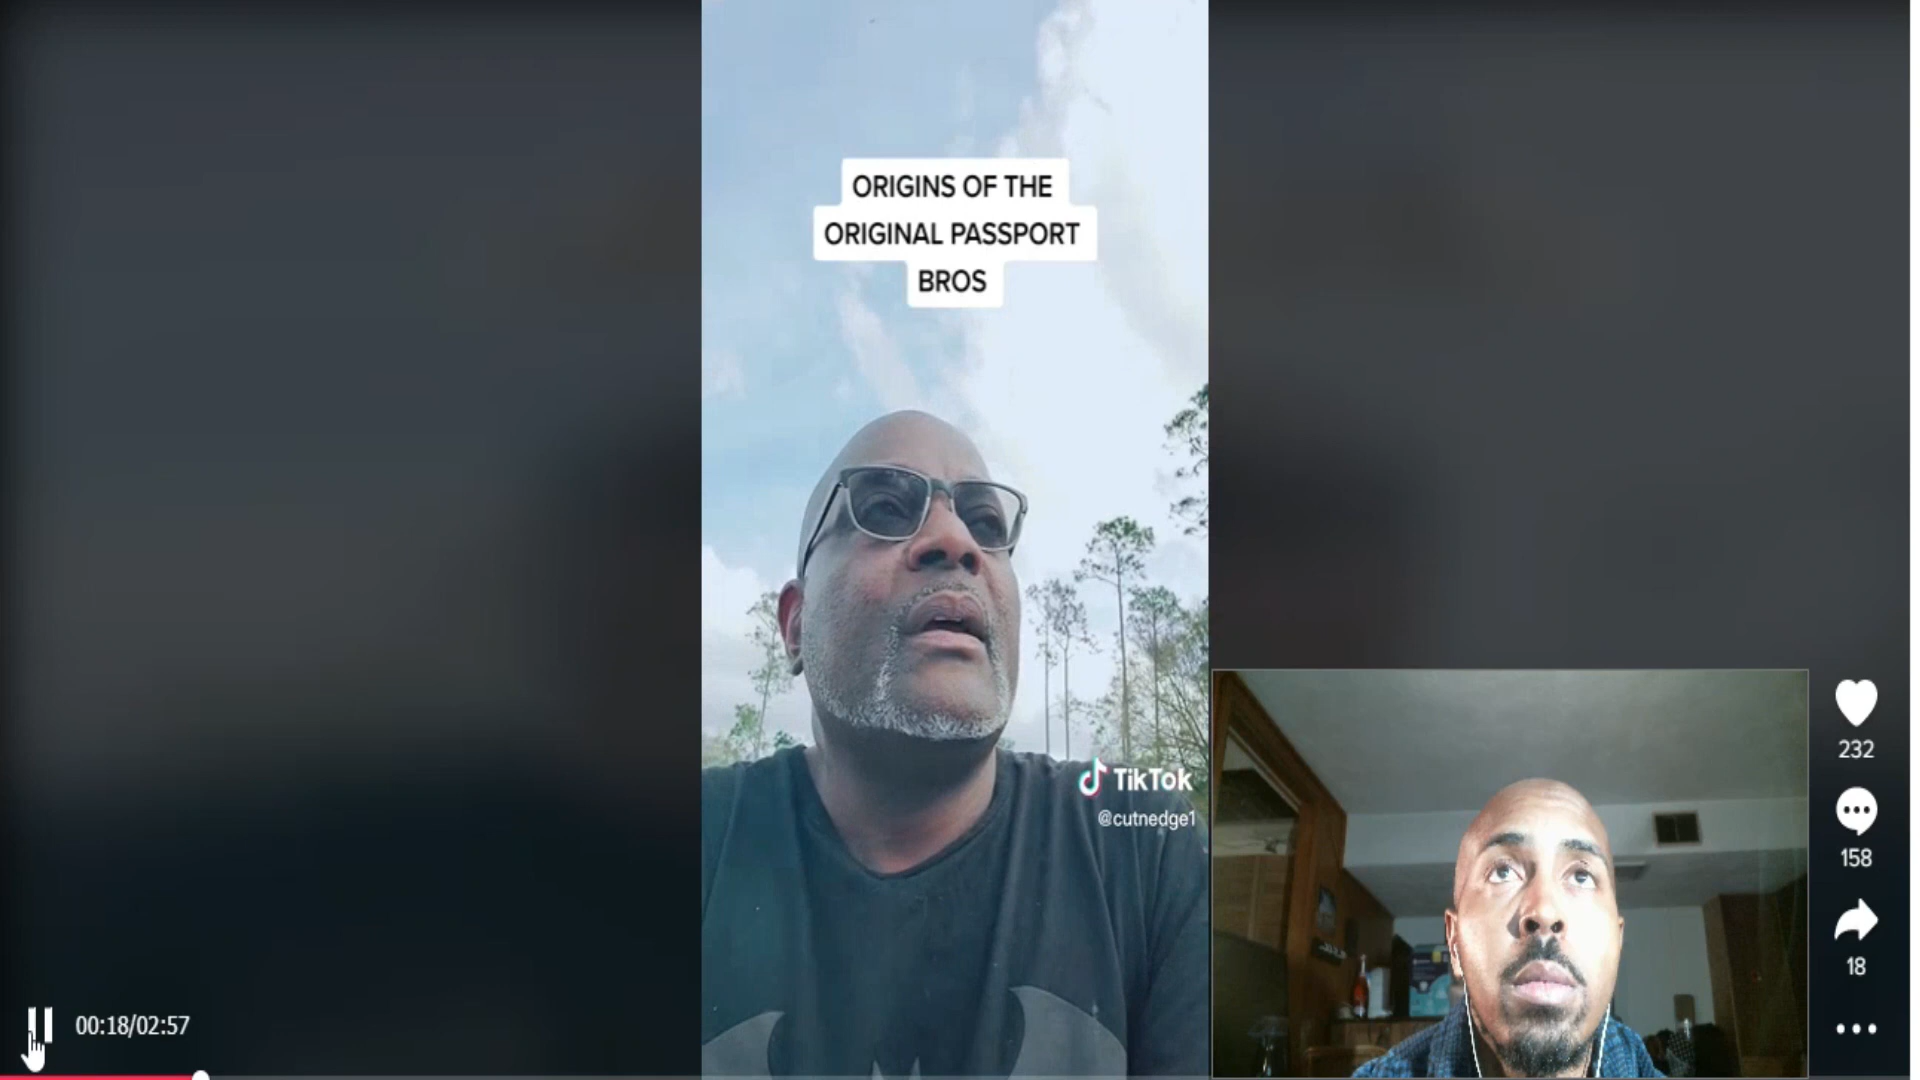 ORIGINS OF THE
ORIGINAL PASSPORT
BROS
TikTok
@cutnedge1
232
158
18
00:18/02:57